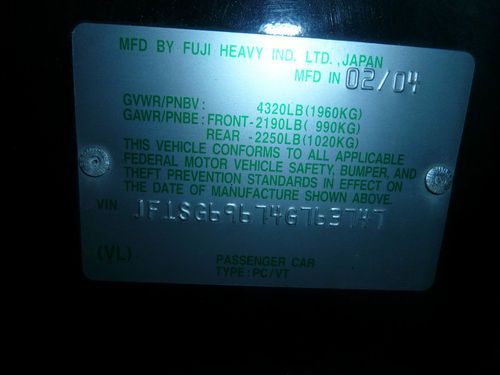 MFD BY FUJI HEAVY IND. LTD., JAPAN
MFD IN 02/04
GVWR/PNBV: 4320LB(1960KG)
GAWR/PNBE: FRONT-2190LB( 990KG)
REAR -2250LB(1020KG)
THIS VEHICLE CONFORMS TO ALL APPLICABLE
FEDERAL MOTOR VEHICLE SAFETY, BUMPER, AND
THEFT PREVENTION STANDARDS IN EFFECT ON
THE DATE OF MANUFACTURE SHOWN ABOVE.
VIN JF1SG69674G763747
(VL) PASSENGER CAR
TYPE:PC/VT